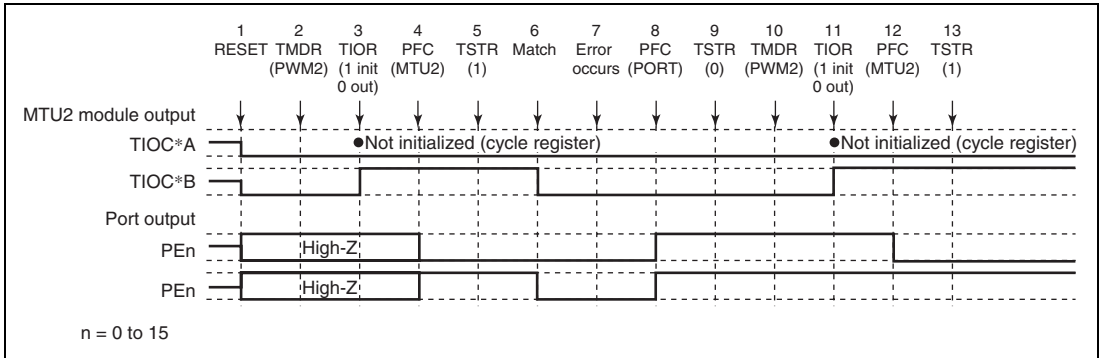 1 2 3 4 5 6 7 8 9 10 11 12 13
RESET TMDR TIOR PFC TSTR Match Error PFC TSTR TMDR TIOR PFC TSTR
(PWM2) (1 init (MTU2) (1) occurs (PORT) (0) (PWM2) (1 init (MTU2) (1)
0 out) 0 out)
MTU2 module output
TIOC*A ●Not initialized (cycle register) ●Not initialized (cycle register)
TIOC*B
Port output
PEn High-Z
PEn High-Z
n = 0 to 15